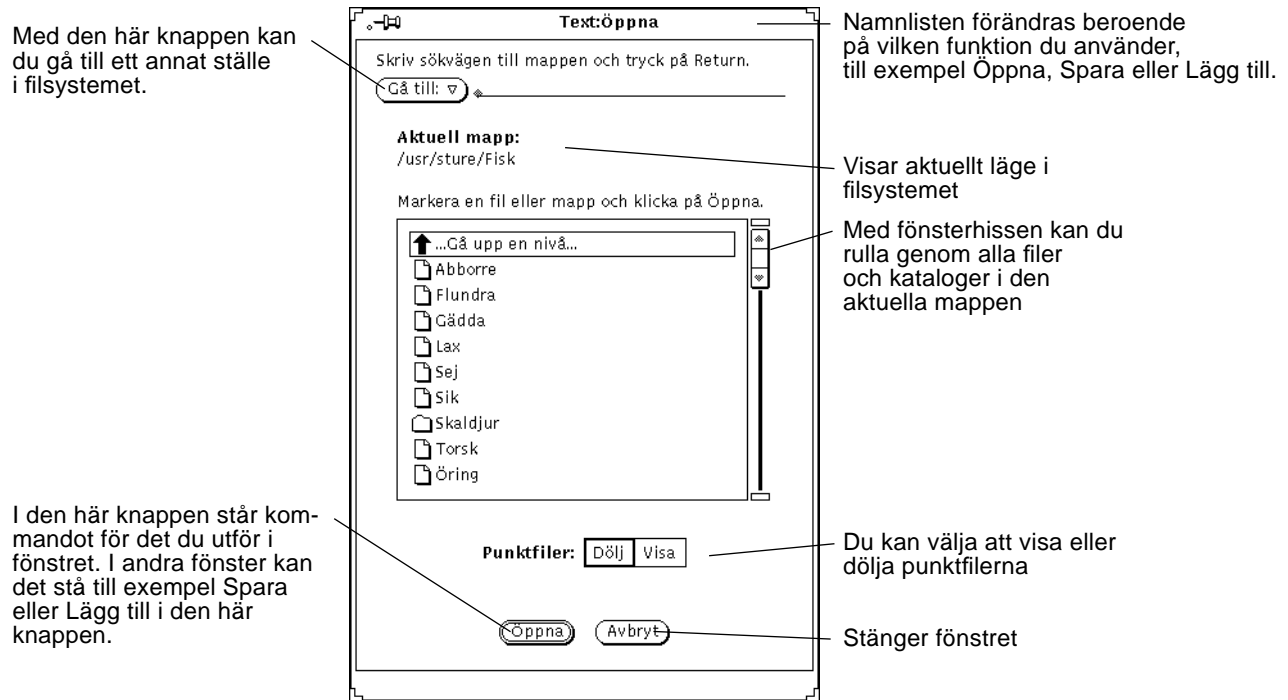 Med den här knappen kan
du gå till ett annat ställe
i filsystemet.
Text:Öppna
Namnlisten förändras beroende
på vilken funktion du använder,
till exempel Öppna, Spara eller Lägg till.
Skriv sökvägen till mappen och tryck på Return.
Gå till:
Aktuell mapp:
/usr/sture/Fisk
Visar aktuellt läge i
filsystemet
Markera en fil eller mapp och klicka på Öppna.
Med fönsterhissen kan du
rulla genom alla filer
och kataloger i den
aktuella mappen
...Gå upp en nivå...
Abborre
Flundra
Gädda
Lax
Sej
Sik
Skaldjur
Torsk
Öring
I den här knappen står kom-
mandot för det du utför i
fönstret. I andra fönster kan
det stå till exempel Spara
eller Lägg till i den här
knappen.
Punktfiler: Dölj Visa
Du kan välja att visa eller
dölja punktfilerna
Öppna Avbryt
Stänger fönstret